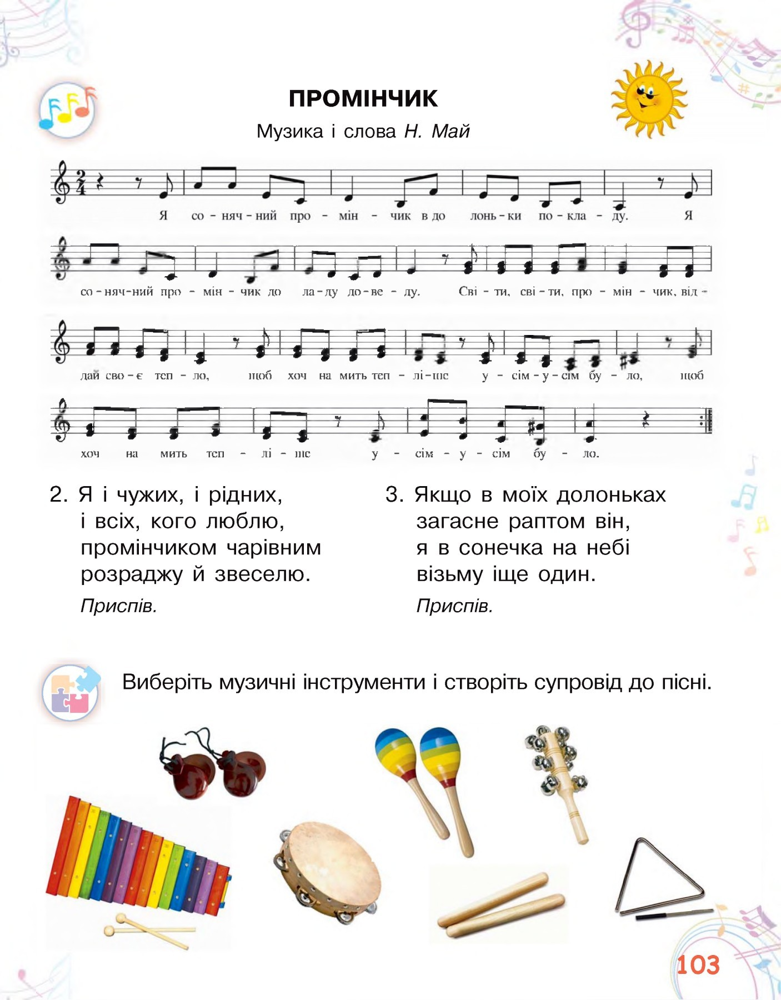 ПРОМІНЧИК
Музика і слова Н. Май
2 4
Я со - няч - ний про - мін - чик в до лонь - ки по - кла - ду. Я
со - няч - ний про - мін - чик до ла - ду до - ве - ду. Сві - ти, сві - ти, про - мін - чик, від -
дай сво - є теп - ло, щоб хоч на мить теп - лі - ше у - сім - у - сім бу - ло, щоб
хоч на мить теп - лі - ше у - сім - у - сім бу - ло.
2. Я і чужих, і рідних,
і всіх, кого люблю,
промінчиком чарівним
розраджу й звеселю.
Приспів.
3. Якщо в моїх долоньках
загасне раптом він,
я в сонечка на небі
візьму іще один.
Приспів.
Виберіть музичні інструменти і створіть супровід до пісні.
103